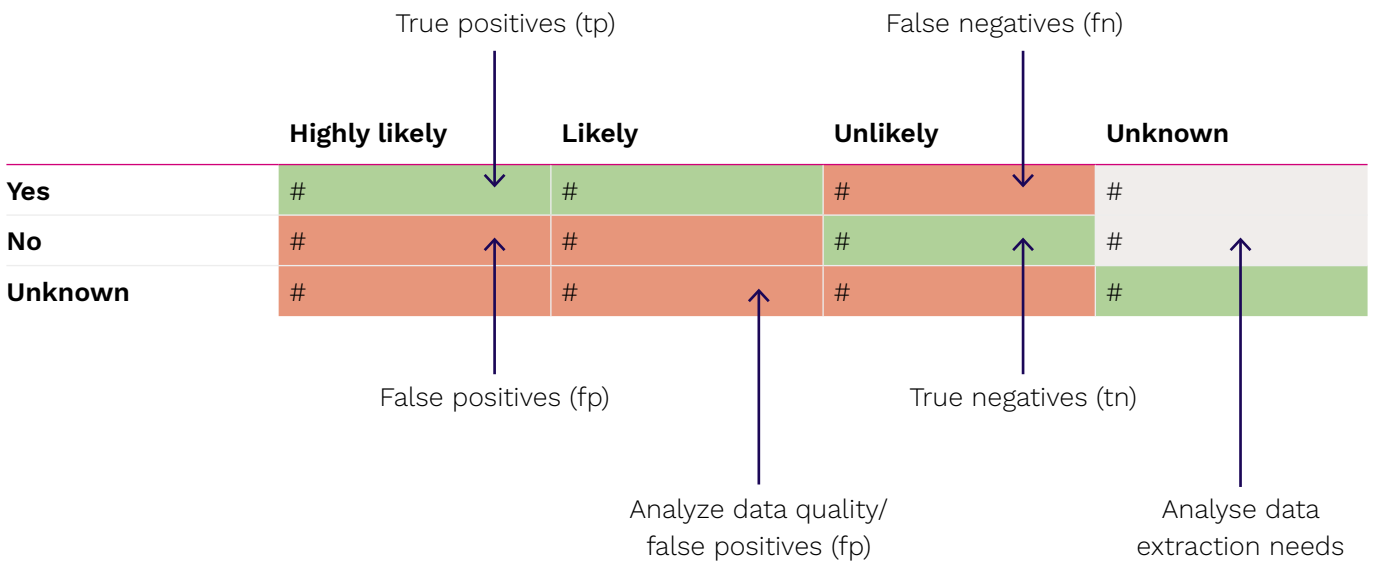 True positives (tp) False negatives (fn)
Highly likely Likely Unlikely Unknown
Yes # # # #
No # # # #
Unknown # # # #
False positives (fp) True negatives (tn)
Analyze data quality/ Analyse data
false positives (fp) extraction needs